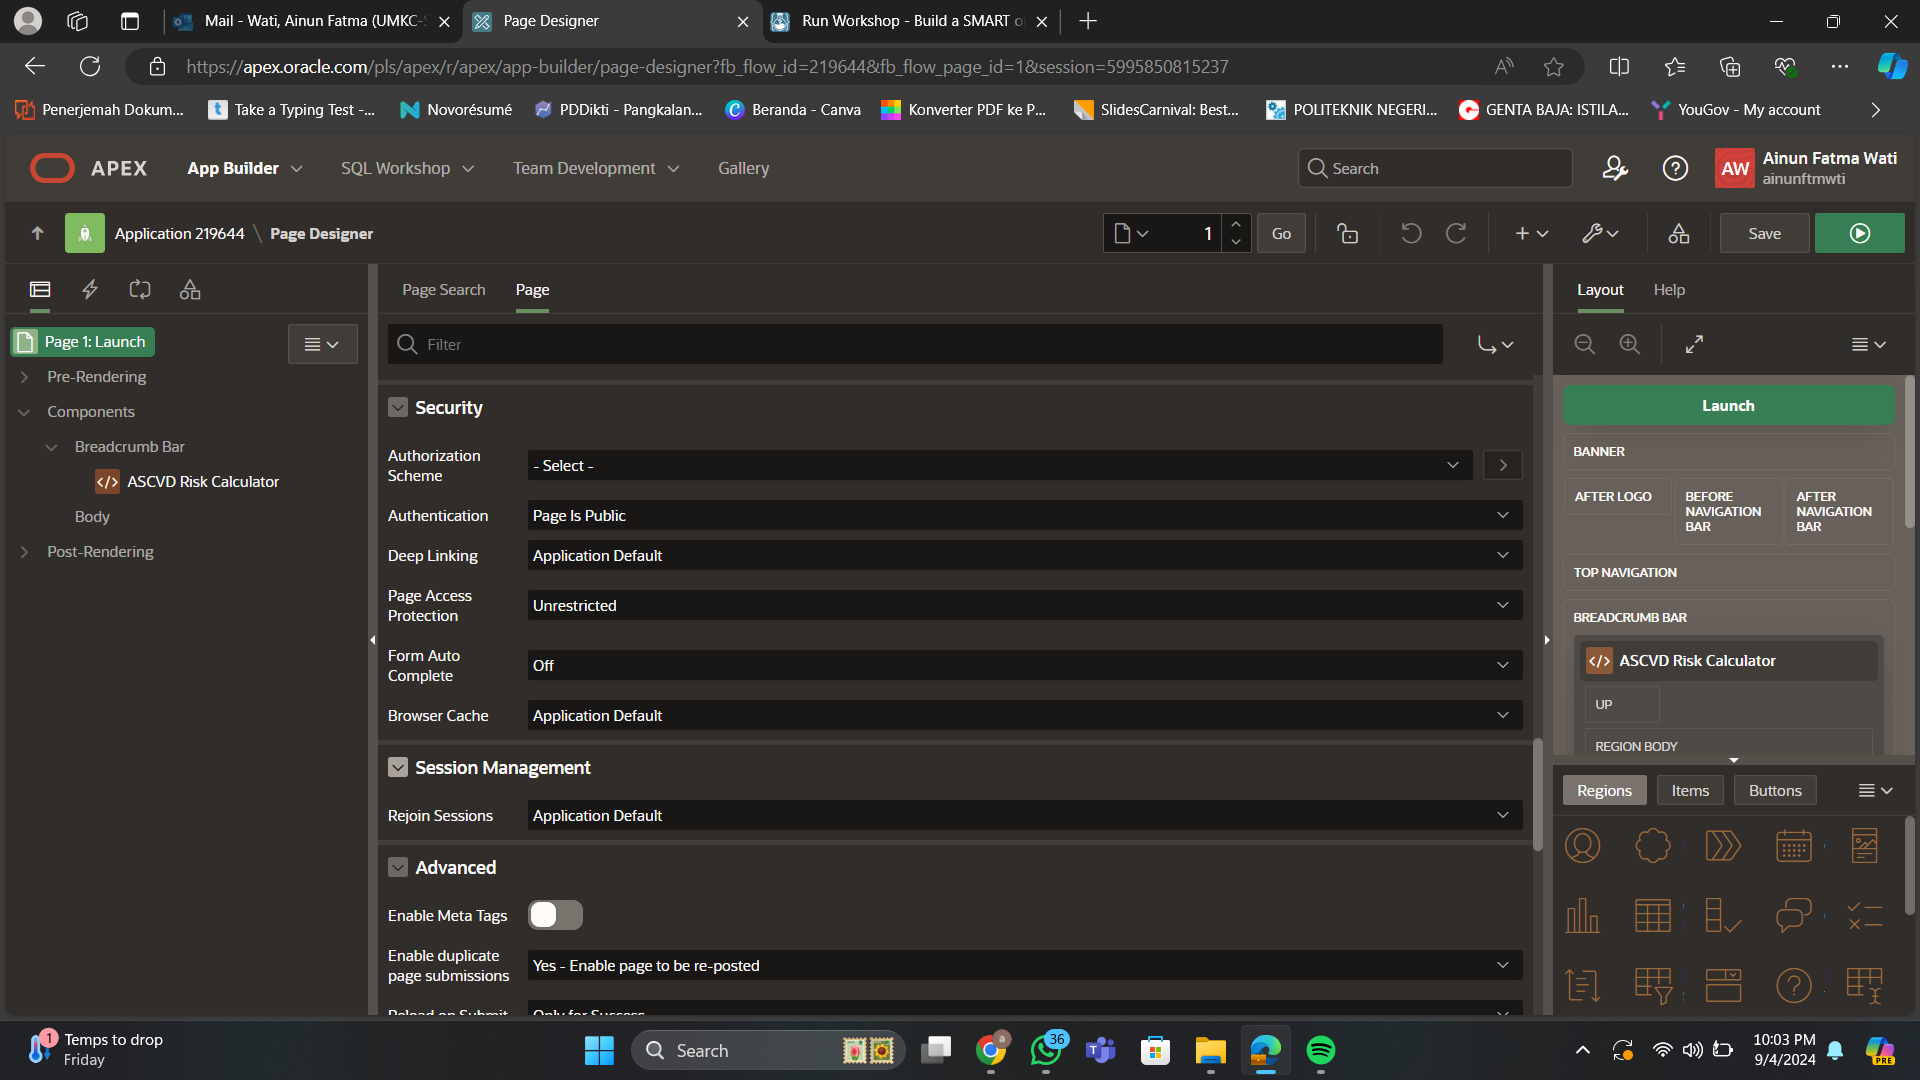 Mail - Wati, Ainun Fatma (UMKC-S
Page Designer
Run Workshop - Build a SMART o
https://apex.oracle.com/pls/apex/r/apex/app-builder/page-designer?fb_flow_id=219644&fb_flow_page_id=1&session=5995850815237
Penerjemah Dokum...
Take a Typing Test -...
Novorésumé
PDDikti - Pangkalan...
Beranda - Canva
Konverter PDF ke P...
SlidesCarnival: Best...
POLITEKNIK NEGERI...
GENTA BAJA: ISTILA...
YouGov - My account
APEX
App Builder
SQL Workshop
Team Development
Gallery
Search
AW
Ainun Fatma Wati
ainunftmwti
Application 219644 \ Page Designer
1
Go
Save
Page 1: Launch
Pre-Rendering
Components
Breadcrumb Bar
ASCVD Risk Calculator
Body
Post-Rendering
Page Search
Page
Filter
Security
Authorization
Scheme
- Select -
Authentication
Page Is Public
Deep Linking
Application Default
Page Access
Protection
Unrestricted
Form Auto
Complete
Off
Browser Cache
Application Default
Session Management
Rejoin Sessions
Application Default
Advanced
Enable Meta Tags
Enable duplicate
page submissions
Yes - Enable page to be re-posted
Reload on Submit
Only for Success
Layout
Help
Launch
BANNER
AFTER LOGO
BEFORE
NAVIGATION
BAR
AFTER
NAVIGATION
BAR
TOP NAVIGATION
BREADCRUMB BAR
ASCVD Risk Calculator
UP
REGION BODY
Regions
Items
Buttons
1
Temps to drop
Friday
Search
a
36
10:03 PM
9/4/2024
PRE